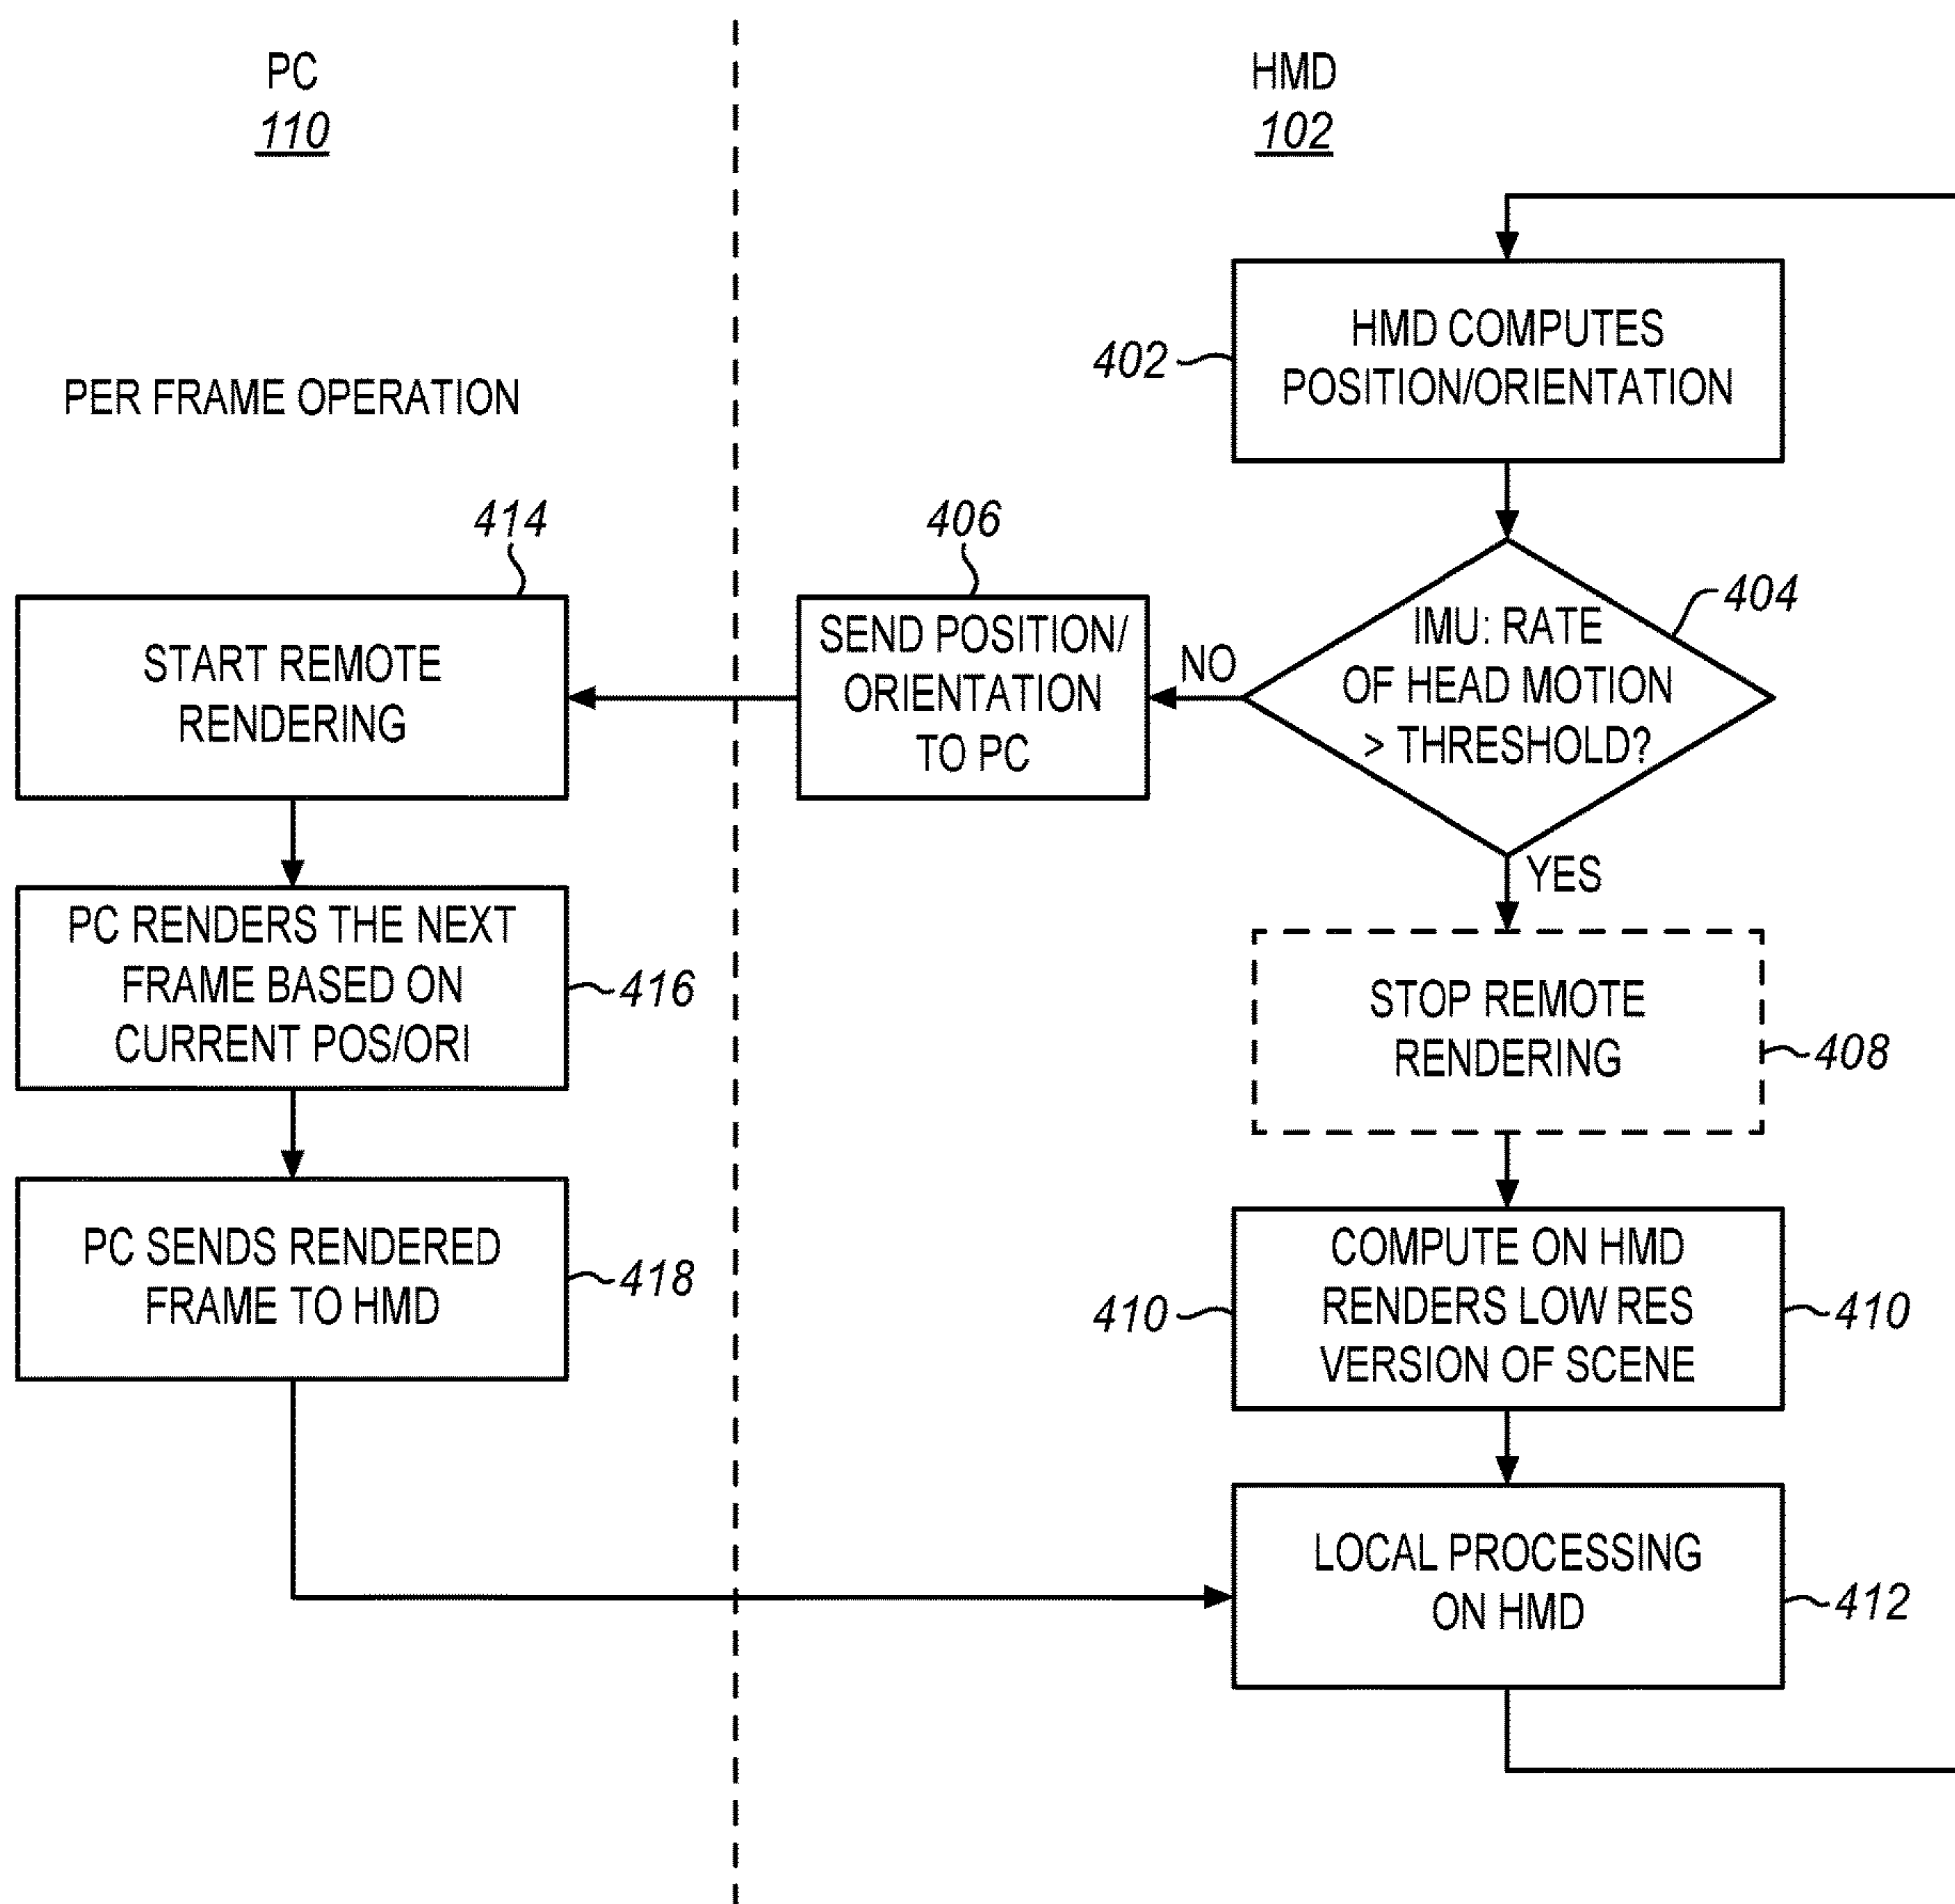 PC
110
HMD
102
PER FRAME OPERATION
402
HMD COMPUTES
POSITION/ORIENTATION
404
IMU: RATE
OF HEAD MOTION
> THRESHOLD?
NO
YES
406
SEND POSITION/
ORIENTATION
TO PC
414
START REMOTE
RENDERING
PC RENDERS THE NEXT
FRAME BASED ON
CURRENT POS/ORI
416
PC SENDS RENDERED
FRAME TO HMD
418
STOP REMOTE
RENDERING
408
410
COMPUTE ON HMD
RENDERS LOW RES
VERSION OF SCENE
410
LOCAL PROCESSING
ON HMD
412